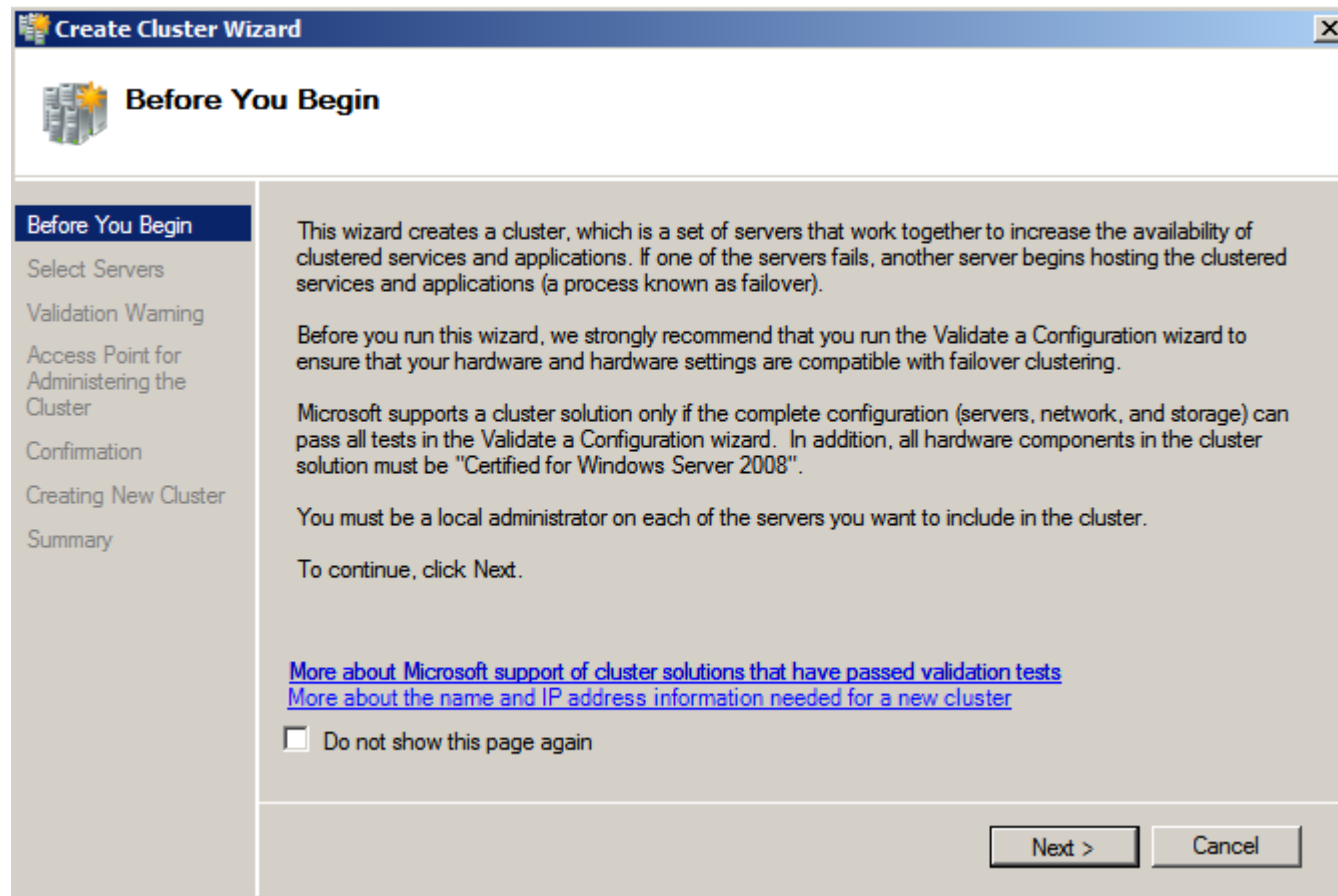 Create Cluster Wizard
Before You Begin
Before You Begin
Select Servers
Validation Warning
Access Point for
Administering the
Cluster
Confirmation
Creating New Cluster
Summary
This wizard creates a cluster, which is a set of servers that work together to increase the availability of
clustered services and applications. If one of the servers fails, another server begins hosting the clustered
services and applications (a process known as failover).
Before you run this wizard, we strongly recommend that you run the Validate a Configuration wizard to
ensure that your hardware and hardware settings are compatible with failover clustering.
Microsoft supports a cluster solution only if the complete configuration (servers, network, and storage) can
pass all tests in the Validate a Configuration wizard.  In addition, all hardware components in the cluster
solution must be "Certified for Windows Server 2008".
You must be a local administrator on each of the servers you want to include in the cluster.
To continue, click Next.
More about Microsoft support of cluster solutions that have passed validation tests
More about the name and IP address information needed for a new cluster
Do not show this page again
Next >
Cancel